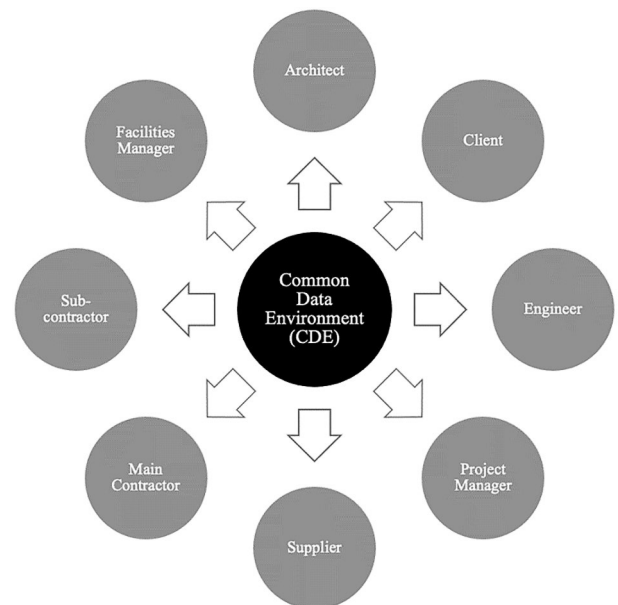 Architect
Facilities
Manager
Client
Common
Data
Environment
(CDE)
Sub-
contractor
Engineer
Main
Contractor
Project
Manager
Supplier